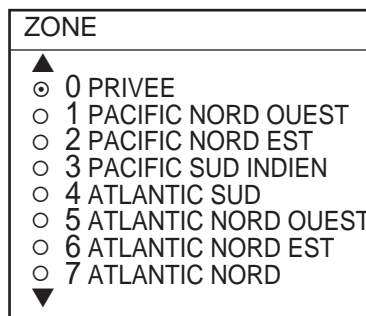 ZONE
0 PRIVEE
1 PACIFIC NORD OUEST
2 PACIFIC NORD EST
3 PACIFIC SUD INDIEN
4 ATLANTIC SUD
5 ATLANTIC NORD OUEST
6 ATLANTIC NORD EST
7 ATLANTIC NORD